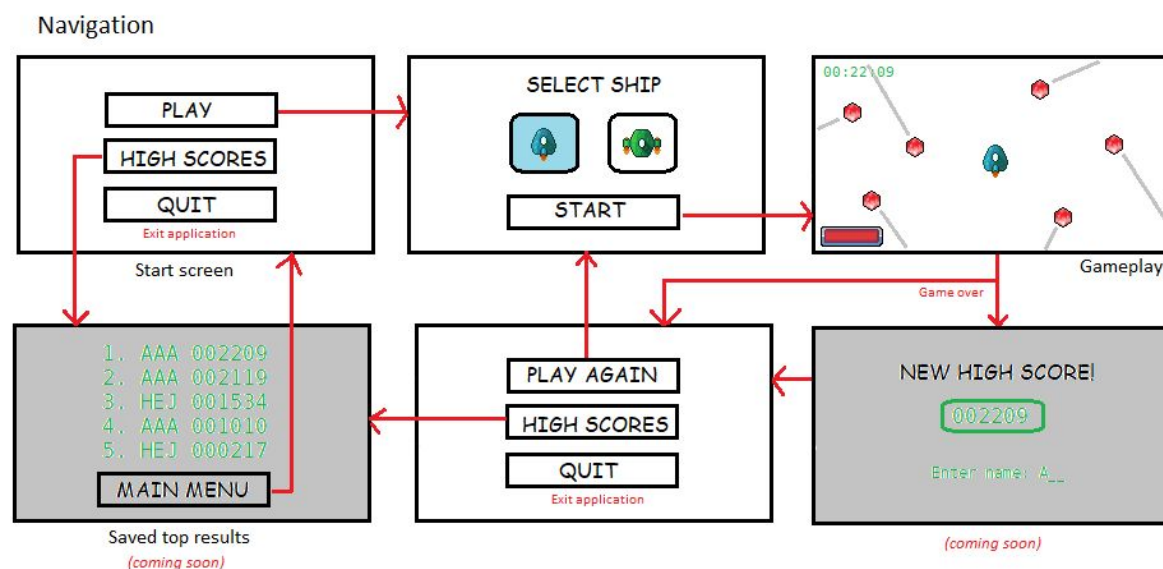 Navigation
PLAY
HIGH SCORES
QUIT
Exit application
Start screen
SELECT SHIP
START
00:22:09
Gameplay
Game over
1. AAA 002209
2. AAA 002119
3. HEJ 001534
4. AAA 001010
5. HEJ 000217
MAIN MENU
Saved top results
(coming soon)
PLAY AGAIN
HIGH SCORES
QUIT
Exit application
NEW HIGH SCORE!
002209
Enter name: A__
(coming soon)